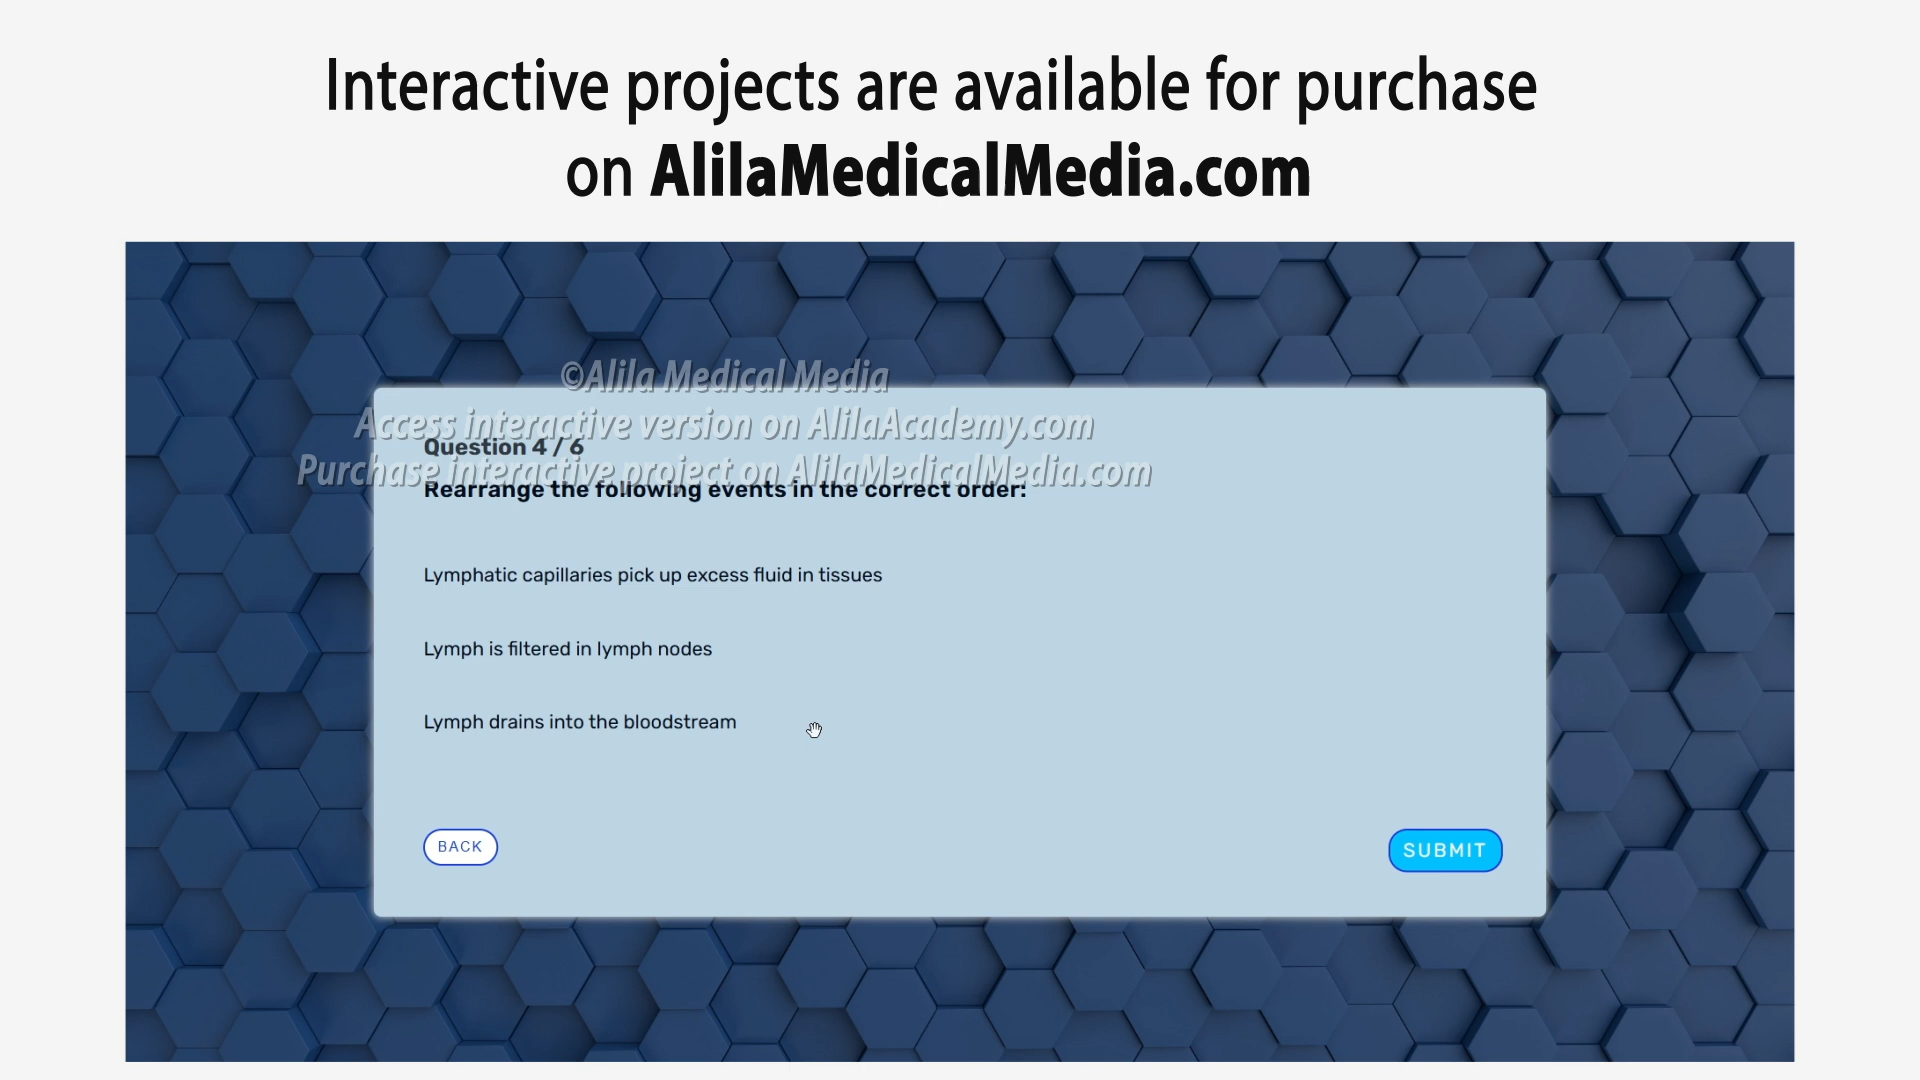 Interactive projects are available for purchase
on AlilaMedicalMedia.com
©Alila Medical Media
Access interactive version on AlilaAcademy.com
Question 4 / 6
Purchase interactive project on AlilaMedicalMedia.com
Rearrange the following events in the correct order:
Lymphatic capillaries pick up excess fluid in tissues
Lymph is filtered in lymph nodes
Lymph drains into the bloodstream
BACK
SUBMIT